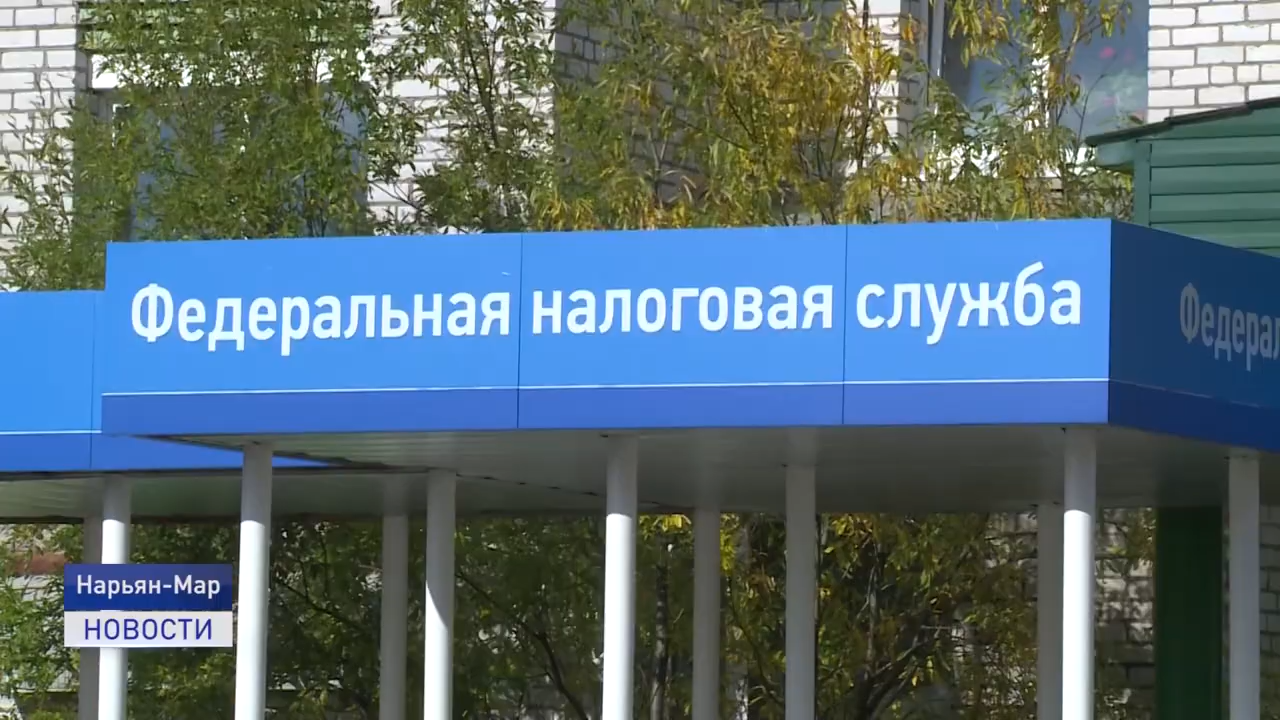 Федеральная налоговая служба
Нарьян-Мар
НОВОСТИ